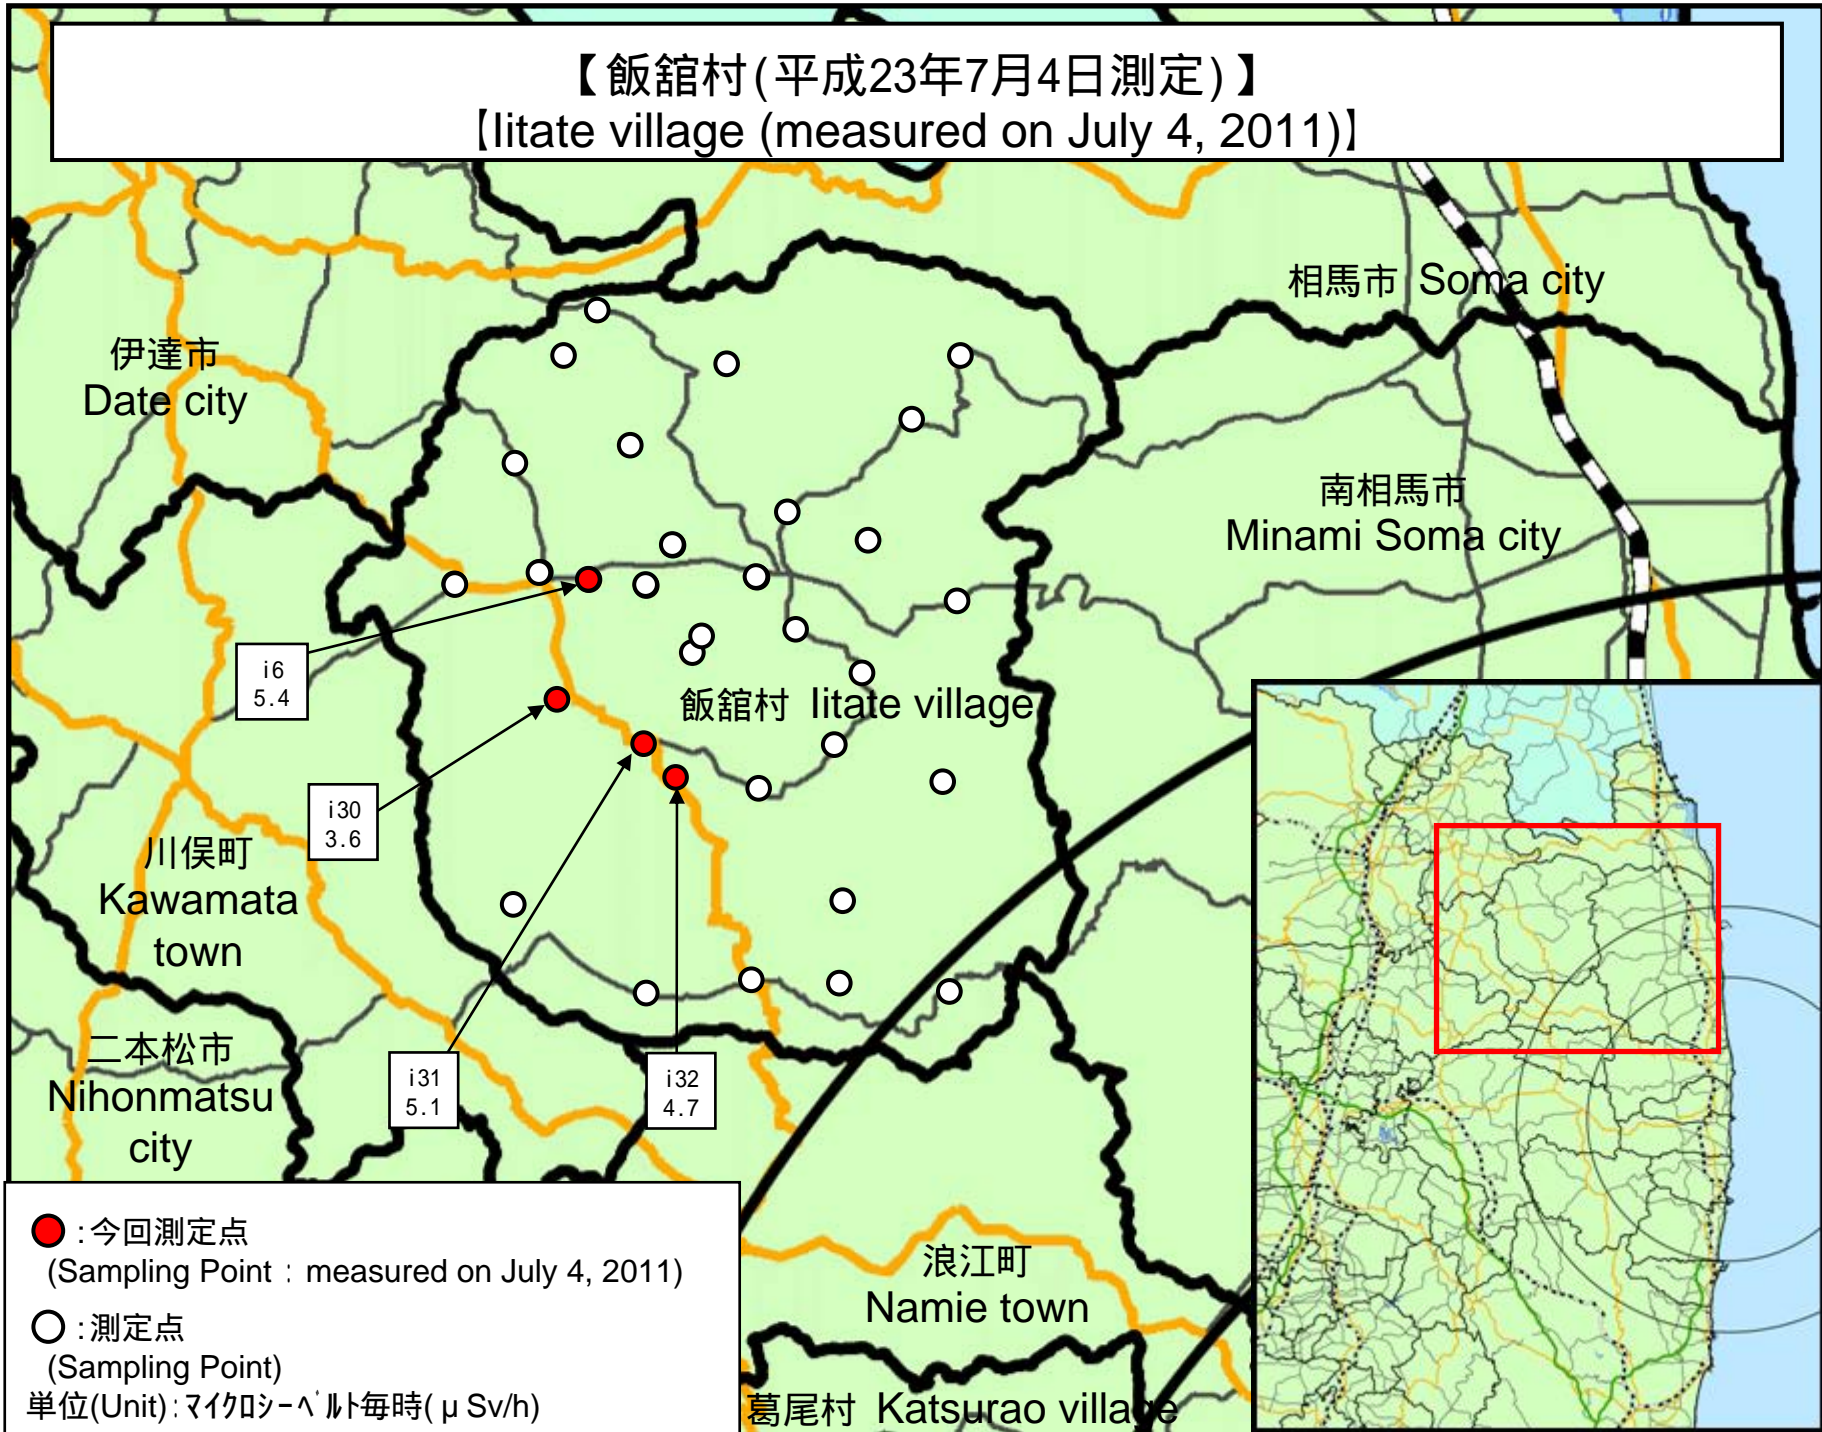 【飯舘村(平成23年7月4日測定)】
【Iitate village (measured on July 4, 2011)】
相馬市 Soma city
伊達市
Date city
南相馬市
Minami Soma city
i6
5.4
飯舘村 Iitate village
i30
3.6
川俣町
Kawamata
town
二本松市
Nihonmatsu
city
i31
5.1
i32
4.7
:今回測定点
(Sampling Point : measured on July 4, 2011)
:測定点
(Sampling Point)
単位(Unit):マイクロシーベルト毎時(μSv/h)
浪江町
Namie town
葛尾村 Katsurao village